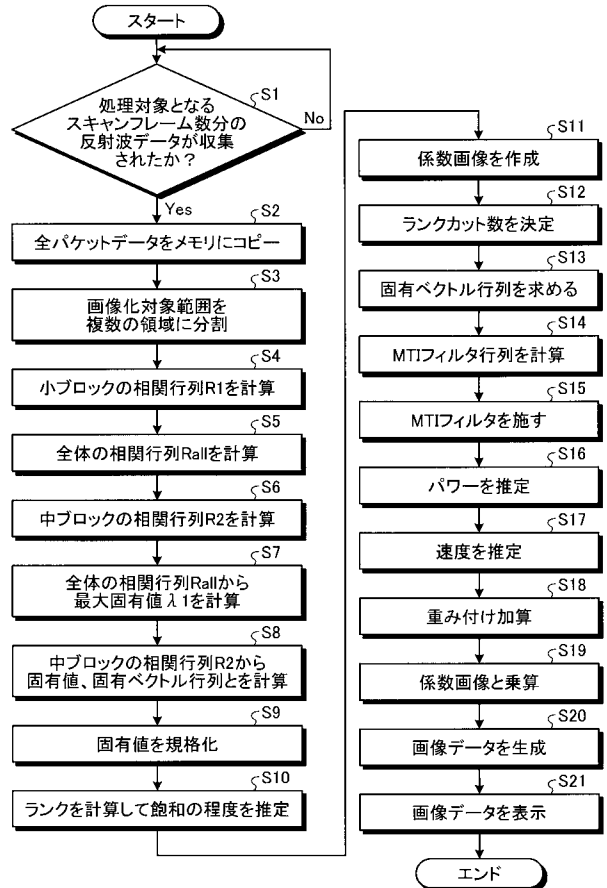 スタート
S1
処理対象となる
スキャンフレーム数分の
反射波データが収集
されたか？
No
Yes
S2
全パケットデータをメモリにコピー
S3
画像化対象範囲を
複数の領域に分割
S4
小ブロックの相関行列R1を計算
S5
全体の相関行列Rallを計算
S6
中ブロックの相関行列R2を計算
S7
全体の相関行列Rallから
最大固有値λ1を計算
S8
中ブロックの相関行列R2から
固有値、固有ベクトル行列とを計算
S9
固有値を規格化
S10
ランクを計算して飽和の程度を推定
S11
係数画像を作成
S12
ランクカット数を決定
S13
固有ベクトル行列を求める
S14
MTIフィルタ行列を計算
S15
MTIフィルタを施す
S16
パワーを推定
S17
速度を推定
S18
重み付け加算
S19
係数画像と乗算
S20
画像データを生成
S21
画像データを表示
エンド